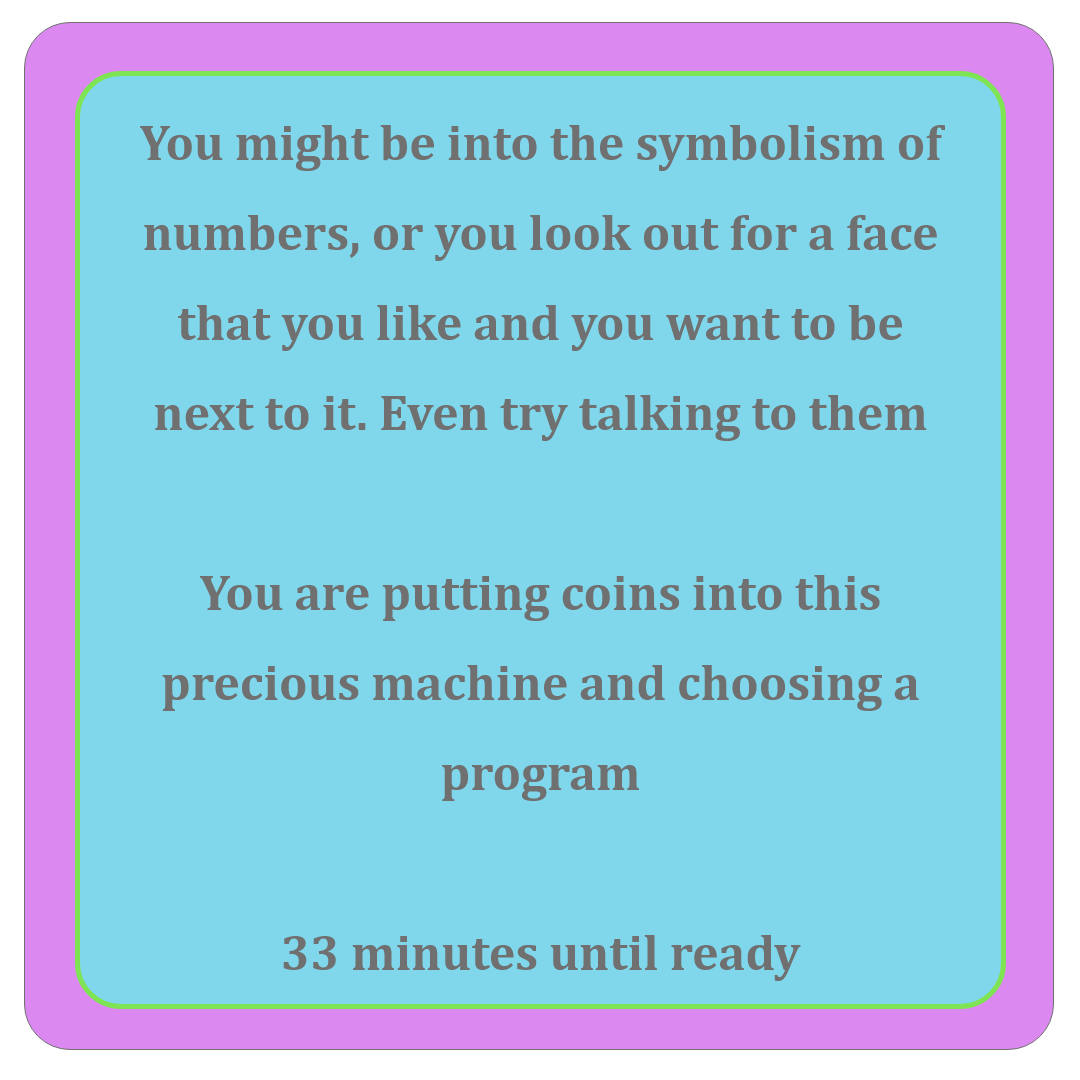 You might be into the symbolism of
numbers, or you look out for a face
that you like and you want to be
next to it. Even try talking to them
You are putting coins into this
precious machine and choosing a
program
33 minutes until ready